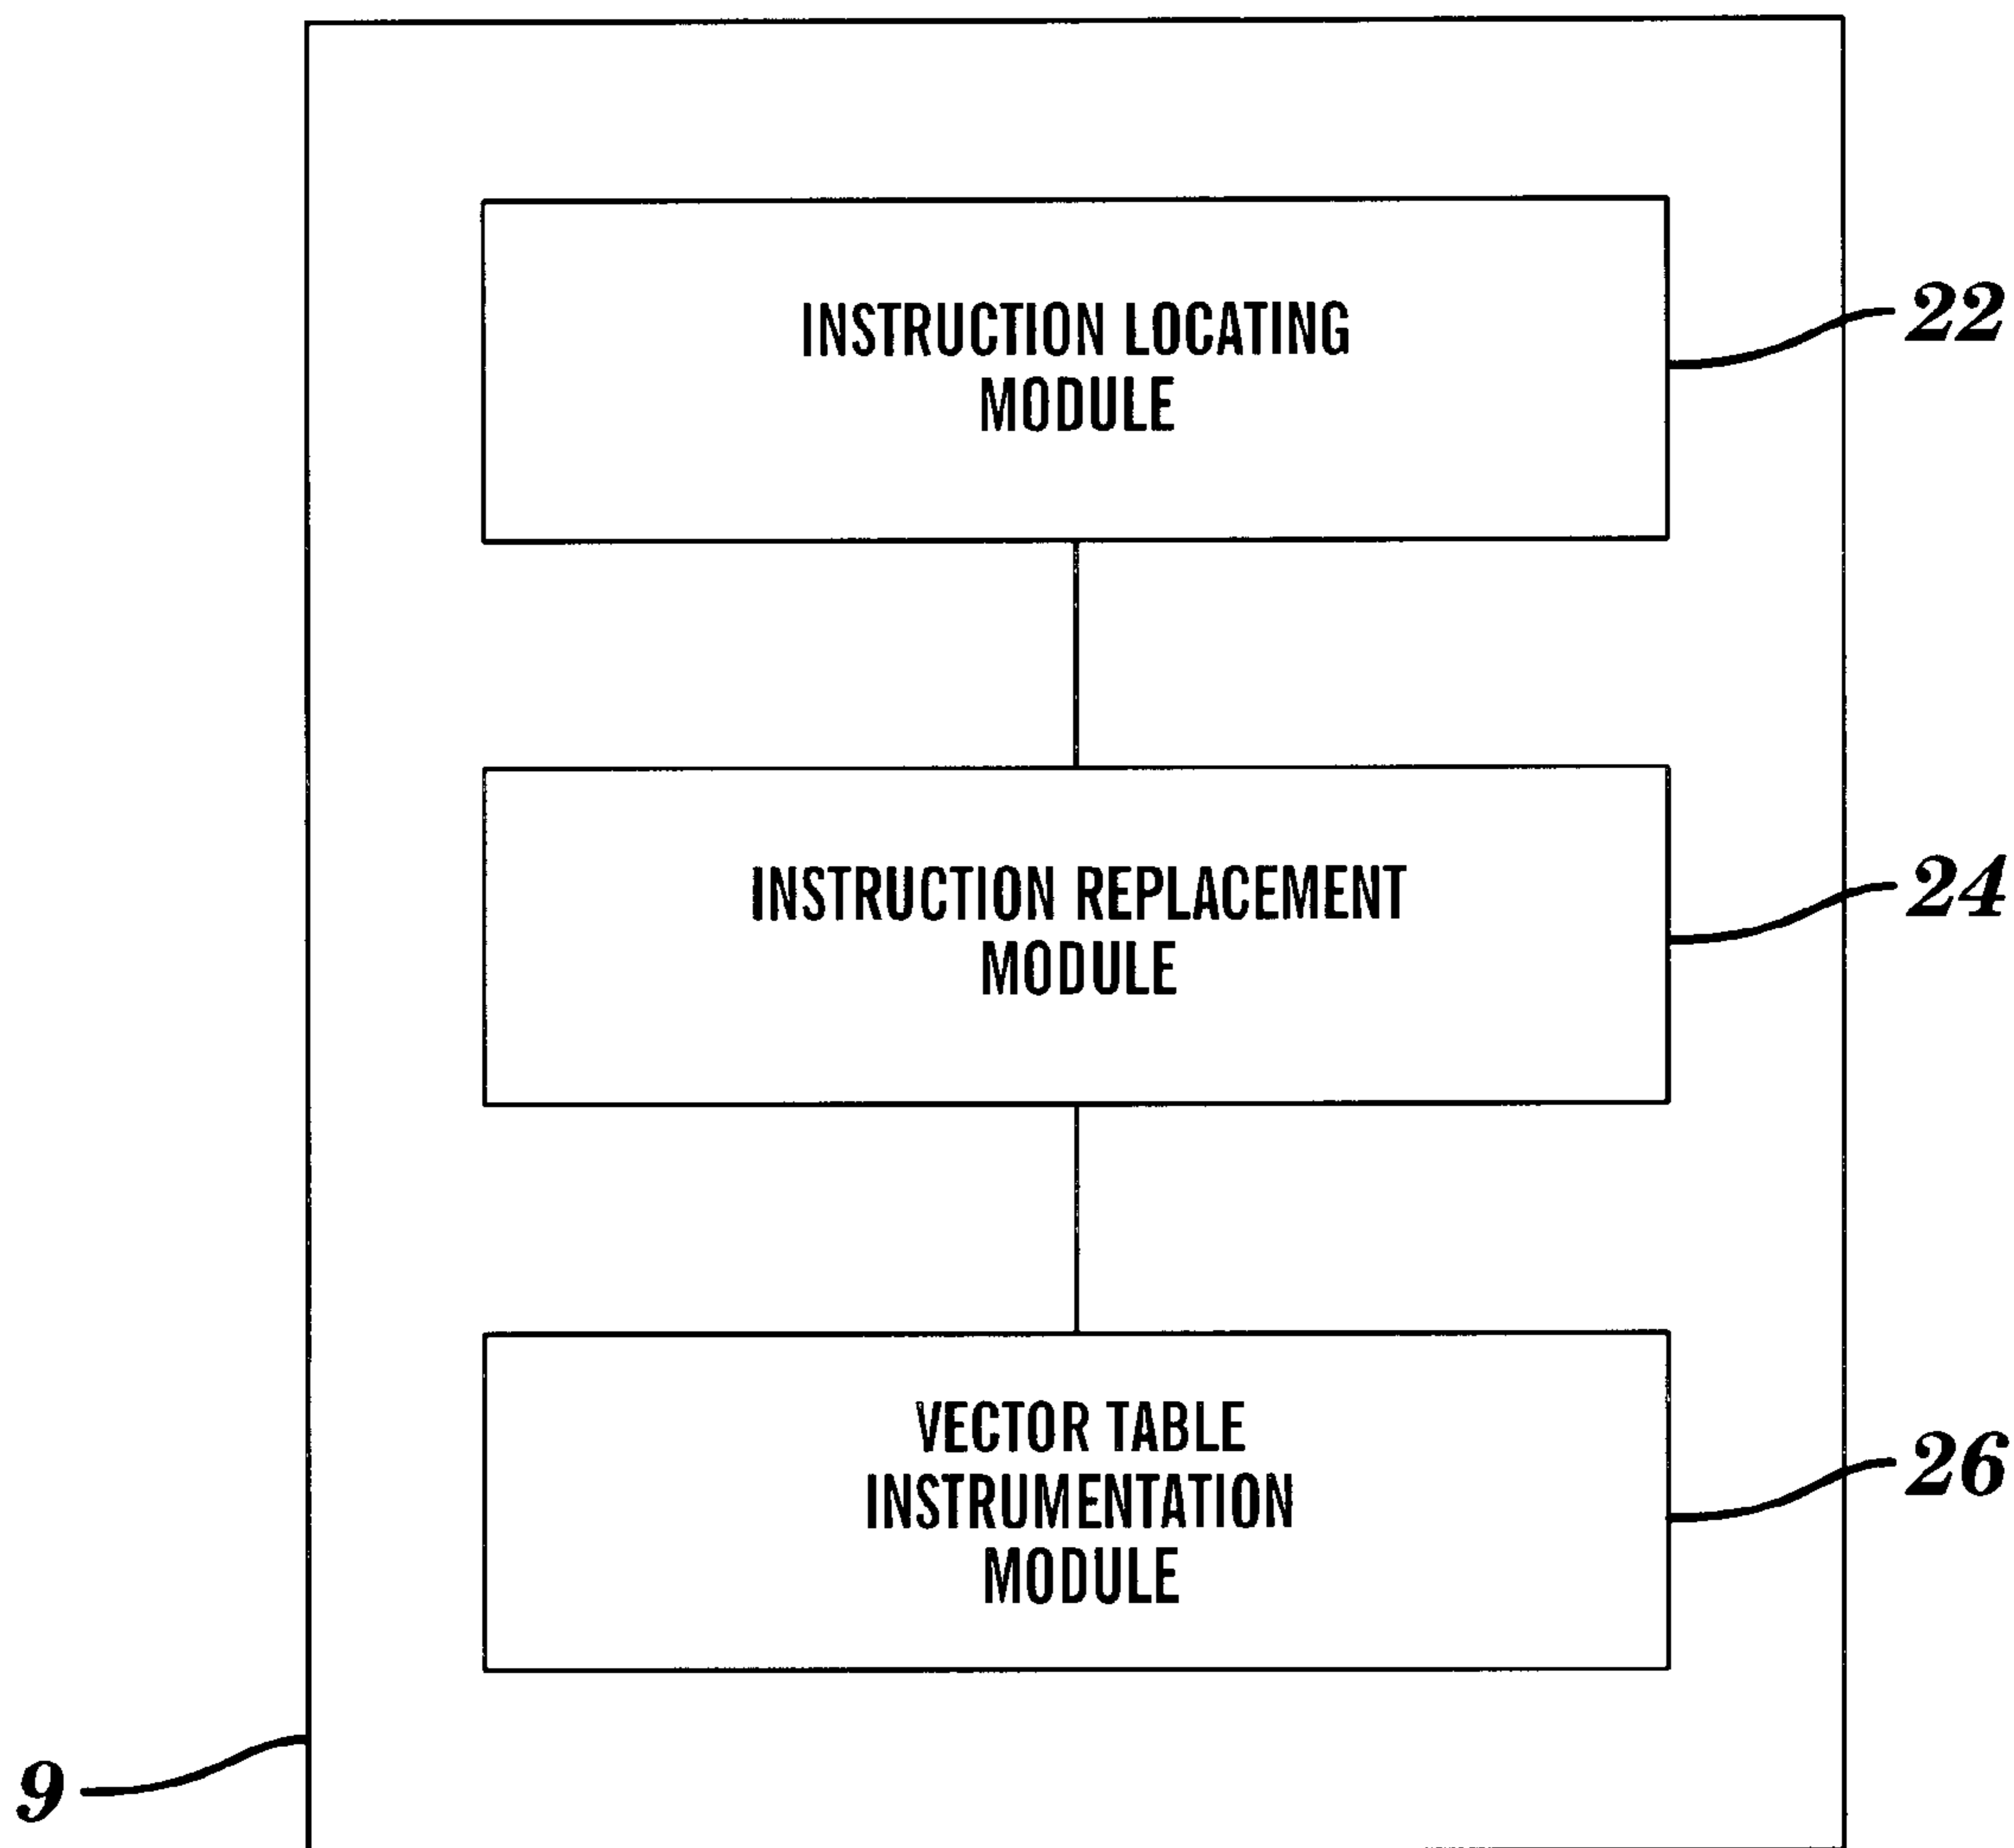 INSTRUCTION LOCATING
MODULE
22
INSTRUCTION REPLACEMENT
MODULE
24
VECTOR TABLE
INSTRUMENTATION
MODULE
26
9